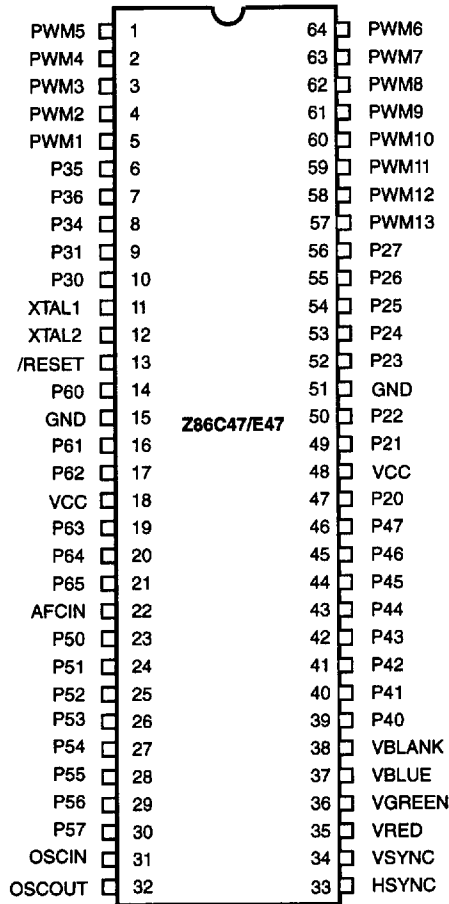 PWM5 1 64 PWM6
PWM4 2 63 PWM7
PWM3 3 62 PWM8
PWM2 4 61 PWM9
PWM1 5 60 PWM10
P35 6 59 PWM11
P36 7 58 PWM12
P34 8 57 PWM13
P31 9 56 P27
P30 10 55 P26
XTAL1 11 54 P25
XTAL2 12 53 P24
/RESET 13 52 P23
P60 14 51 GND
GND 15 Z86C47/E47 50 P22
P61 16 49 P21
P62 17 48 VCC
VCC 18 47 P20
P63 19 46 P47
P64 20 45 P46
P65 21 44 P45
AFCIN 22 43 P44
P50 23 42 P43
P51 24 41 P42
P52 25 40 P41
P53 26 39 P40
P54 27 38 VBLANK
P55 28 37 VBLUE
P56 29 36 VGREEN
P57 30 35 VRED
OSCIN 31 34 VSYNC
OSCOUT 32 33 HSYNC